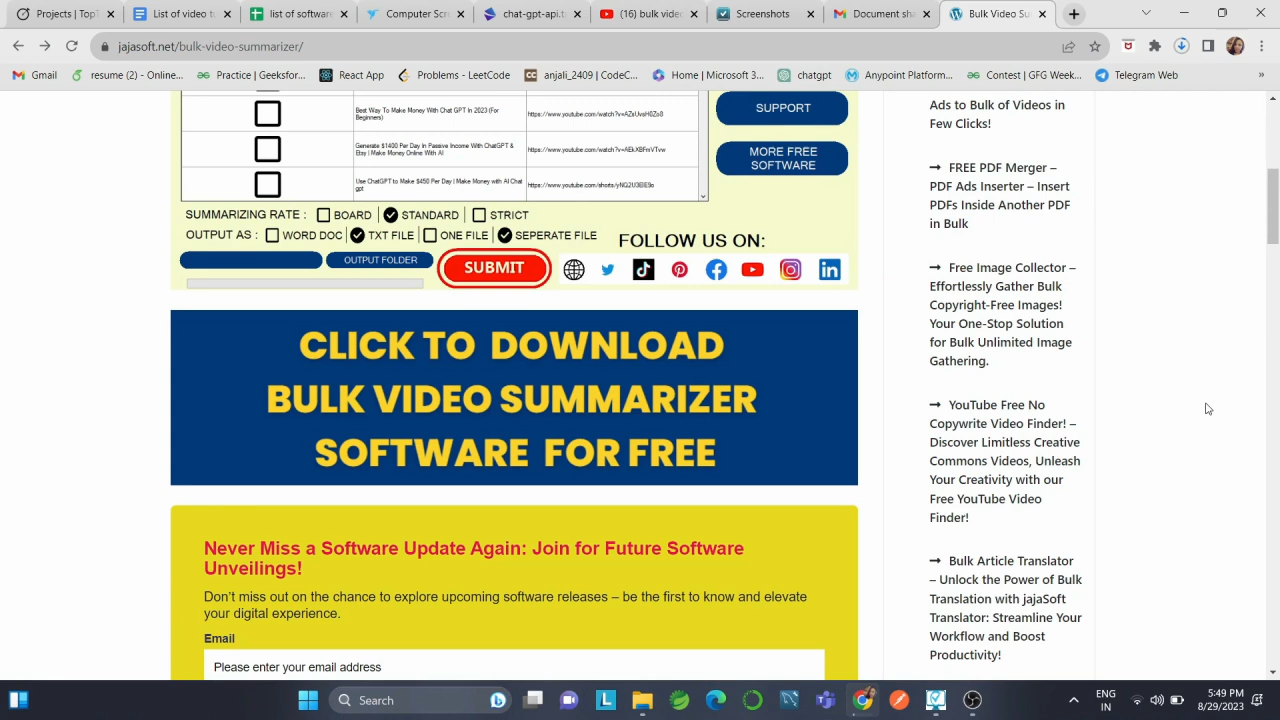 Project T
Bulk Vide
Subtitles
chat-gpt-api
(16) bulk video
Screenshots
Document sha
Video Sum
jajasoft.net/bulk-video-summarizer/
Gmail
resume (2) - Onlin...
Practice | Geeksfor...
React App
Problems - LeetCode
anjali_2409 | CodeC...
Home | Microsoft 3...
chatgpt
Anypoint Platform...
Contest | GFG Week...
Telegram Web
»
Best Way To Make Money With Chat GPT In 2023 (For
Beginners)
Generate $1400 Per Day In Passive Income With ChatGPT &
Etsy | Make Money Online With AI
Use ChatGPT to Make $450 Per Day | Make Money with AI Chat
gpt
SUPPORT
MORE FREE
SOFTWARE
SUMMARIZING RATE : BOARD | STANDARD | STRICT
OUTPUT AS : WORD DOC | TXT FILE ONE FILE | SEPERATE FILE
FOLLOW US ON:
OUTPUT FOLDER
SUBMIT
CLICK TO DOWNLOAD
BULK VIDEO SUMMARIZER
SOFTWARE FOR FREE
Never Miss a Software Update Again: Join for Future Software
Unveilings!
Don't miss out on the chance to explore upcoming software releases – be the first to know and elevate
your digital experience.
Email
Please enter your email address
Ads to Bulk of Videos in
Few Clicks!
FREE PDF Merger –
PDF Ads Inserter – Insert
PDFs Inside Another PDF
in Bulk
Free Image Collector –
Effortlessly Gather Bulk
Copyright-Free Images!
Your One-Stop Solution
for Bulk Unlimited Image
Gathering.
YouTube Free No
Copywrite Video Finder! –
Discover Limitless Creative
Commons Videos, Unleash
Your Creativity with our
Free YouTube Video
Finder!
Bulk Article Translator
– Unlock the Power of Bulk
Translation with jajaSoft
Translator: Streamline Your
Workflow and Boost
Productivity!
Search
ENG
IN
5:49 PM
8/29/2023